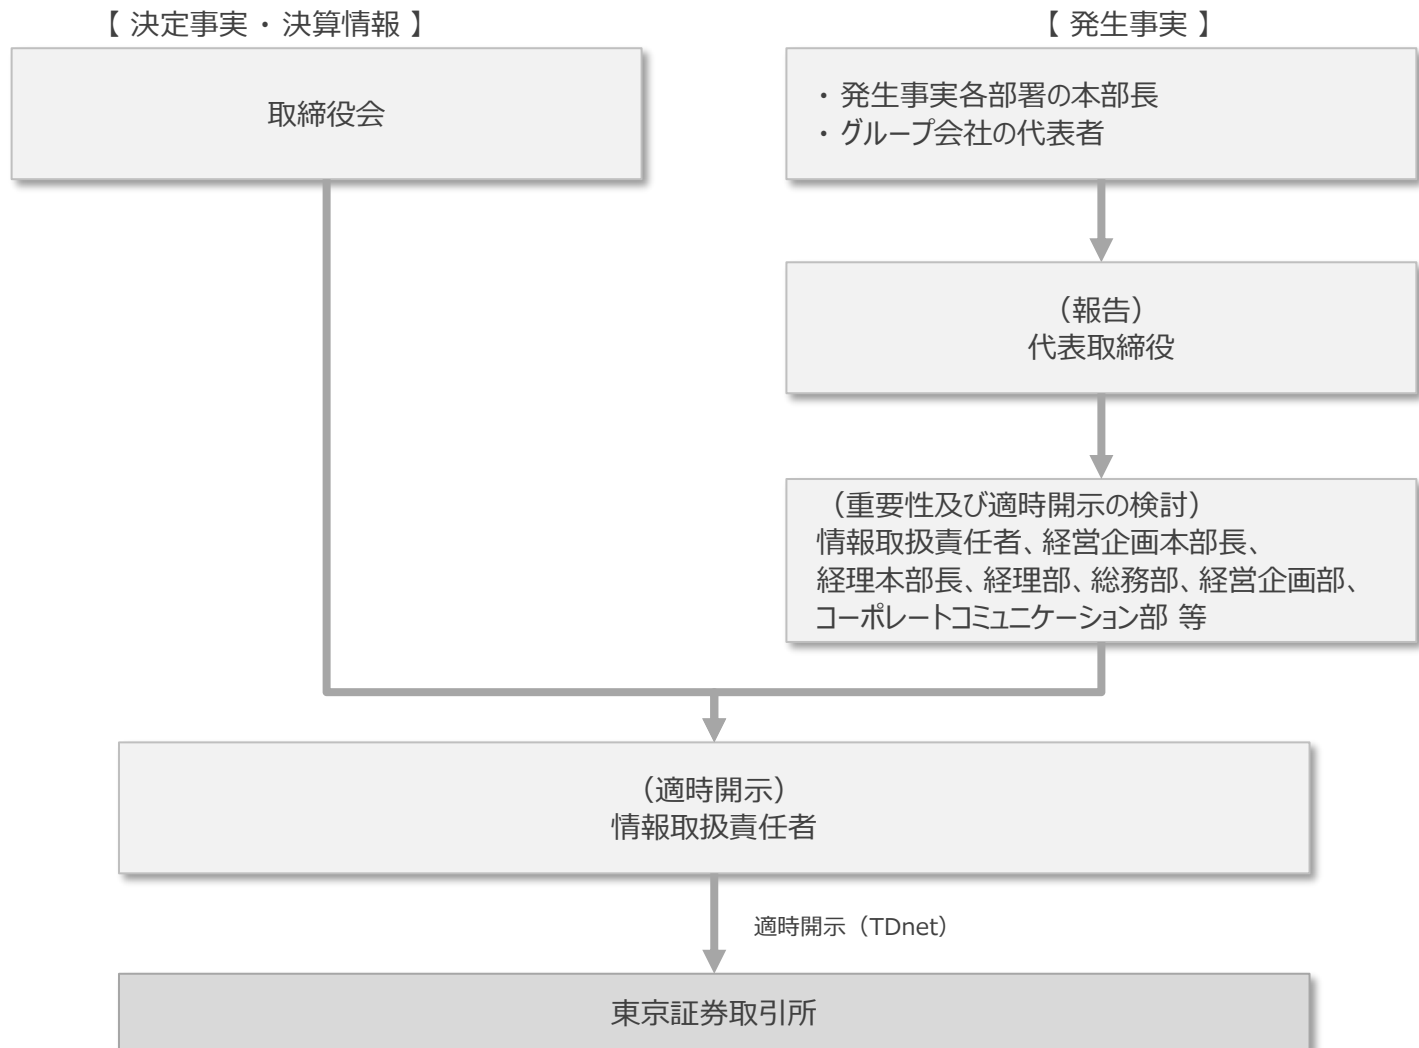 【 決定事実・決算情報 】
取締役会
【 発生事実 】
・ 発生事実各部署の本部長
・ グループ会社の代表者
（報告）
代表取締役
（重要性及び適時開示の検討）
情報取扱責任者、経営企画本部長、
経理本部長、経理部、総務部、経営企画部、
コーポレートコミュニケーション部 等
（適時開示）
情報取扱責任者
適時開示（TDnet）
東京証券取引所